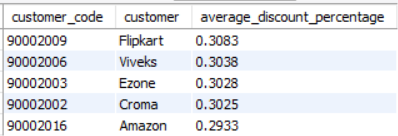 customer_code customer average_discount_percentage
90002009 Flipkart 0.3083
90002006 Viveks 0.3038
90002003 Ezone 0.3028
90002002 Croma 0.3025
90002016 Amazon 0.2933